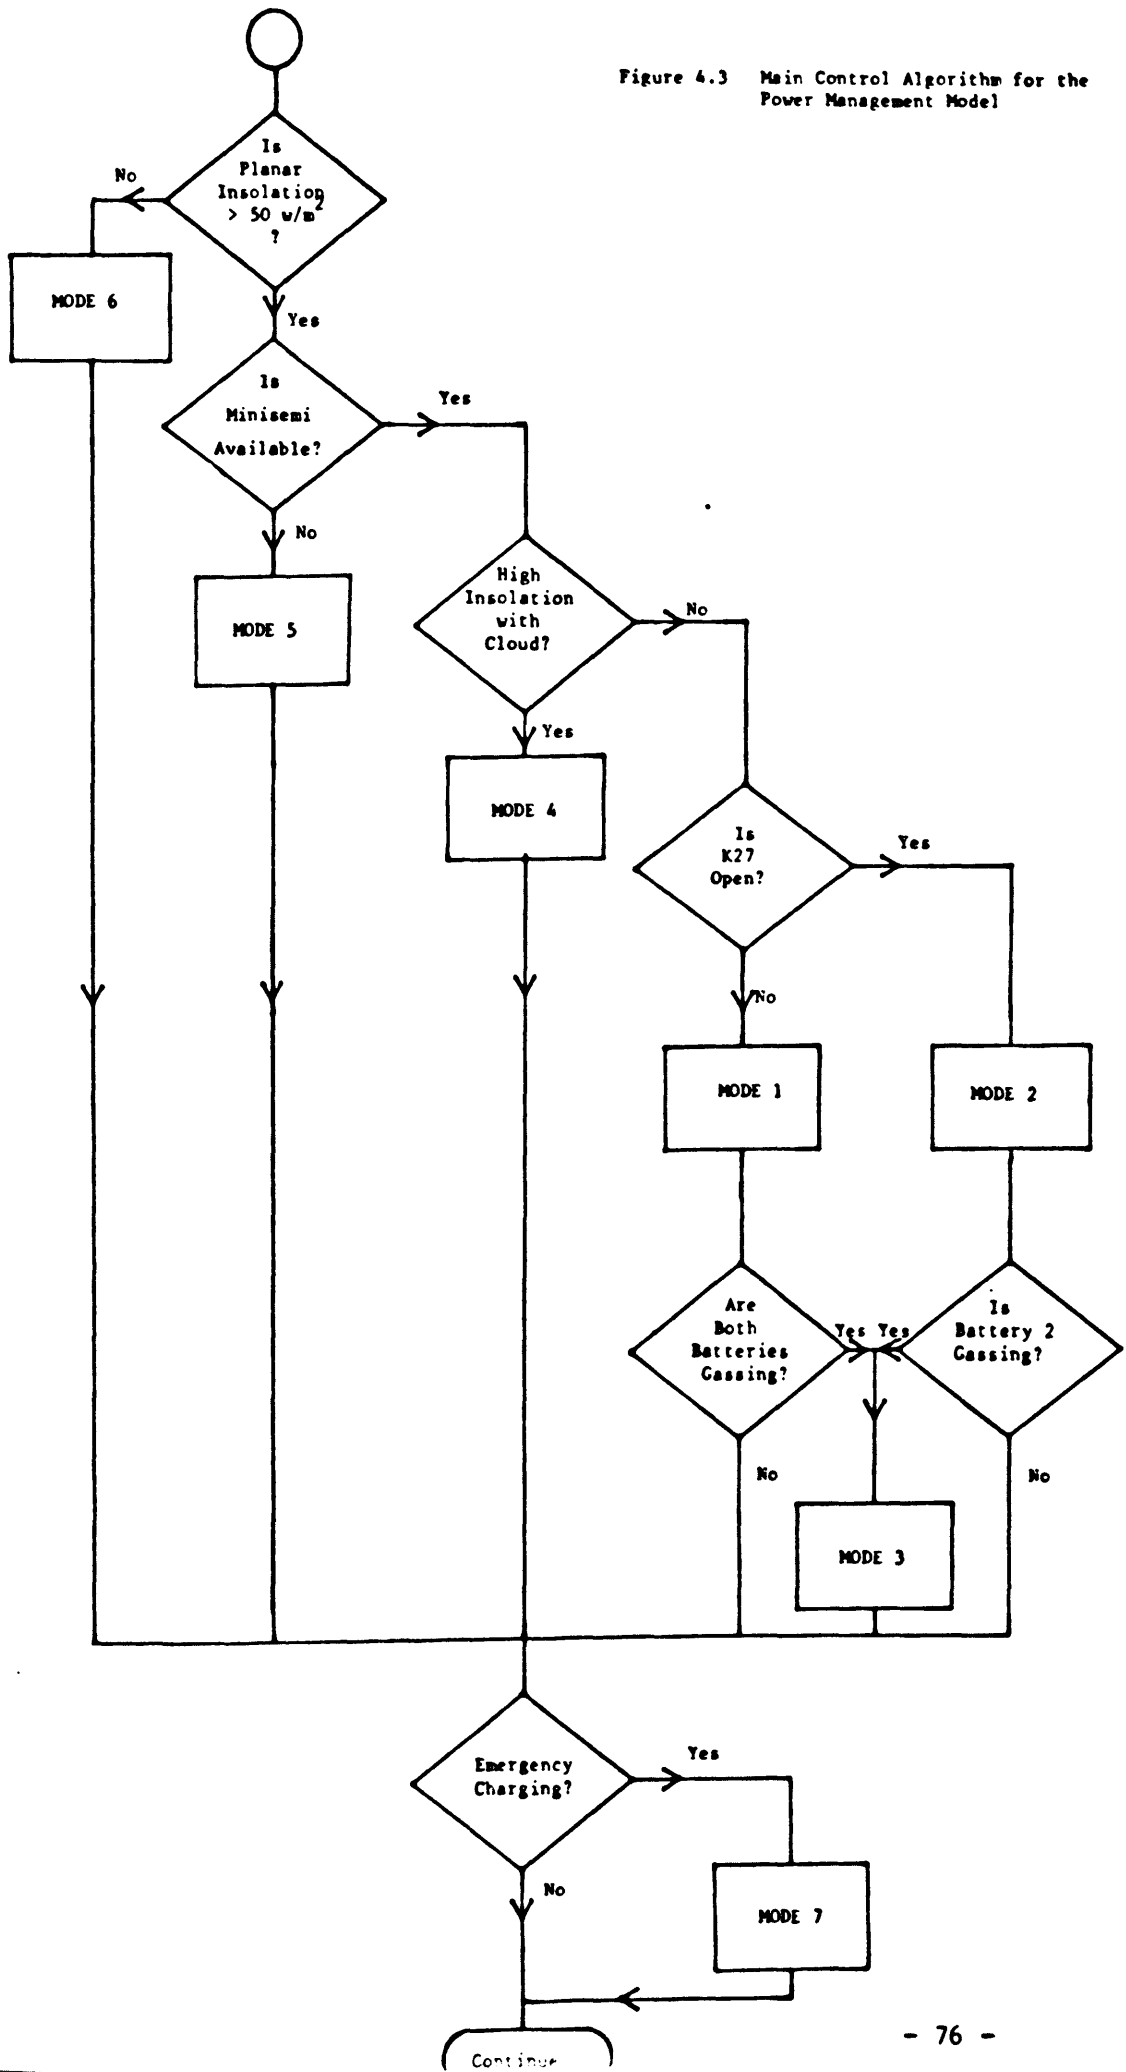 Figure 4.3 Main Control Algorithm for the
Power Management Model
Is
Planar
Insolation
> 50 w/m²
?
No
Yes
MODE 6
Is
Minisemi
Available?
Yes
No
MODE 5
High
Insolation
with
Cloud?
No
Yes
MODE 4
Is
K27
Open?
Yes
No
MODE 1
MODE 2
Are
Both
Batteries
Gassing?
Yes Yes
Is
Battery 2
Gassing?
No
No
MODE 3
Emergency
Charging?
Yes
No
MODE 7
Continue
- 76 -